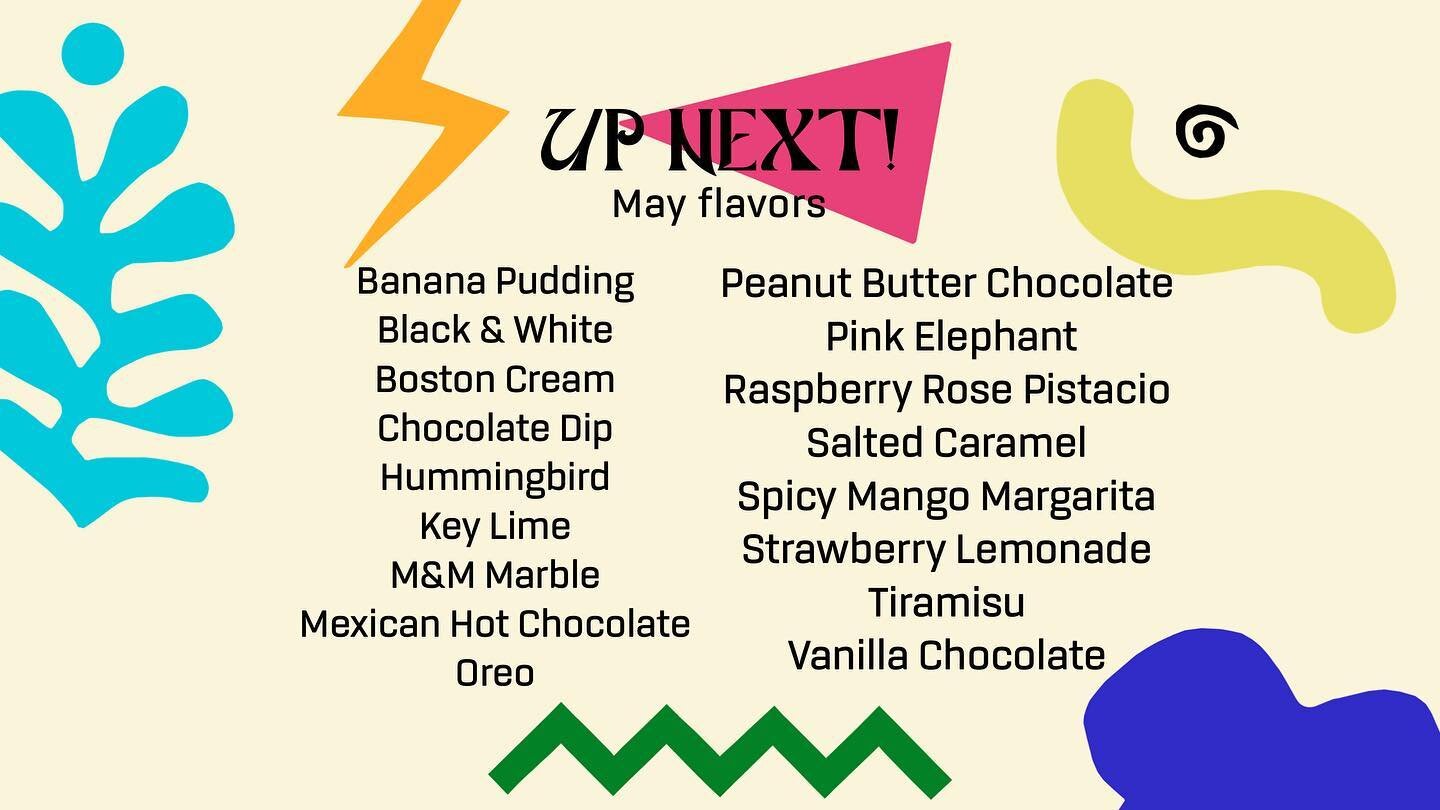 UP NEXT!
May flavors
Banana Pudding
Black & White
Boston Cream
Chocolate Dip
Hummingbird
Key Lime
M&M Marble
Mexican Hot Chocolate
Oreo
Peanut Butter Chocolate
Pink Elephant
Raspberry Rose Pistacio
Salted Caramel
Spicy Mango Margarita
Strawberry Lemonade
Tiramisu
Vanilla Chocolate